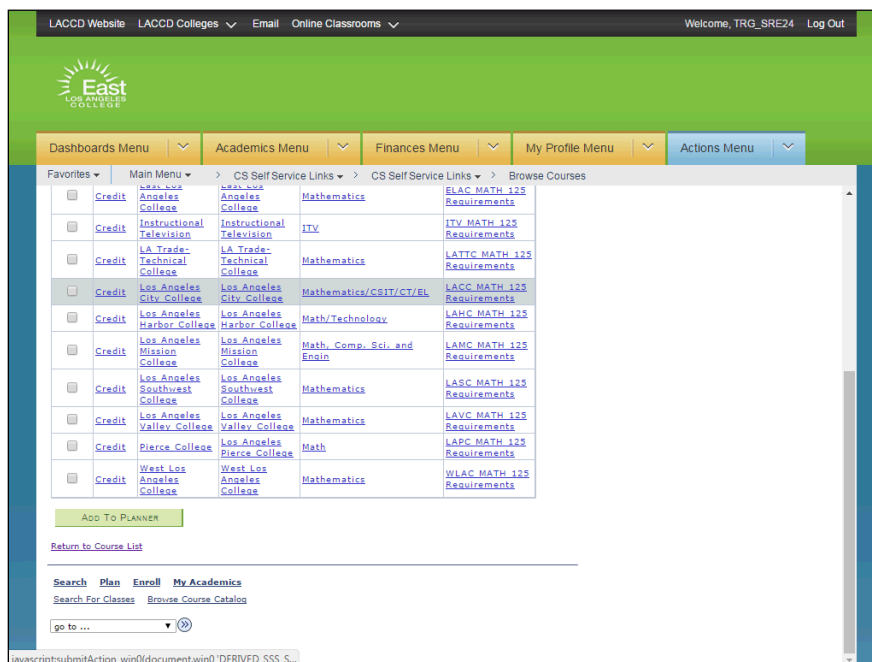 LACCD Website LACCD Colleges Email Online Classrooms Welcome, TRG_SRE24 Log Out
East
LOS ANGELES
COLLEGE
Dashboards Menu Academics Menu Finances Menu My Profile Menu Actions Menu
Favorites Main Menu > CS Self Service Links > CS Self Service Links > Browse Courses
Credit East Los Angeles College East Los Angeles College Mathematics ELAC MATH 125 Requirements
Credit Instructional Television Instructional Television ITV ITV MATH 125 Requirements
Credit LA Trade-Technical College LA Trade-Technical College Mathematics LATTC MATH 125 Requirements
Credit Los Angeles City College Los Angeles City College Mathematics/CSIT/CT/EL LACC MATH 125 Requirements
Credit Los Angeles Harbor College Los Angeles Harbor College Math/Technology LAHC MATH 125 Requirements
Credit Los Angeles Mission College Los Angeles Mission College Math, Comp. Sci. and Engin LAMC MATH 125 Requirements
Credit Los Angeles Southwest College Los Angeles Southwest College Mathematics LASC MATH 125 Requirements
Credit Los Angeles Valley College Los Angeles Valley College Mathematics LAVC MATH 125 Requirements
Credit Pierce College Los Angeles Pierce College Math LAPC MATH 125 Requirements
Credit West Los Angeles College West Los Angeles College Mathematics WLAC MATH 125 Requirements
ADD TO PLANNER
Return to Course List
Search Plan Enroll My Academics
Search For Classes Browse Course Catalog
go to ...
javascript:submitAction_win0(document.win0,'DERIVED_SSS_S...